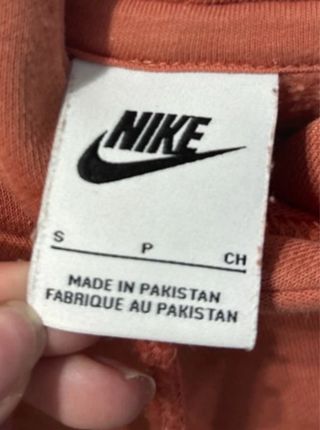 NIKE
S P CH
MADE IN PAKISTAN
FABRIQUE AU PAKISTAN